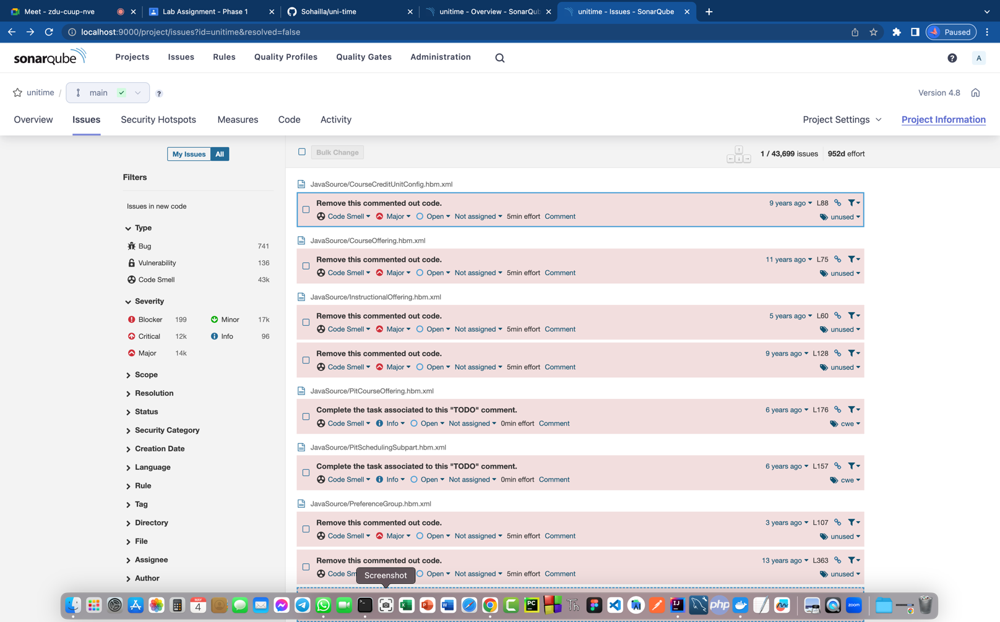 Meet - zdu-cuup-nve
Lab Assignment - Phase 1
Sohailla/uni-time
unitime - Overview - SonarQub
unitime - Issues - SonarQube
localhost:9000/project/issues?id=unitime&resolved=false
Paused
sonarqube
Projects
Issues
Rules
Quality Profiles
Quality Gates
Administration
?
A
unitime /
main
?
Version 4.8
Overview
Issues
Security Hotspots
Measures
Code
Activity
Project Settings
Project Information
My Issues
All
Bulk Change
1 / 43,699 issues
952d effort
Filters
Issues in new code
Type
Bug 741
Vulnerability 136
Code Smell 43k
Severity
Blocker 199 Minor 17k
Critical 12k Info 96
Major 14k
Scope
Resolution
Status
Security Category
Creation Date
Language
Rule
Tag
Directory
File
Assignee
Author
JavaSource/CourseCreditUnitConfig.hbm.xml
Remove this commented out code. 9 years ago L88
Code Smell Major Open Not assigned 5min effort Comment unused
JavaSource/CourseOffering.hbm.xml
Remove this commented out code. 11 years ago L75
Code Smell Major Open Not assigned 5min effort Comment unused
JavaSource/InstructionalOffering.hbm.xml
Remove this commented out code. 5 years ago L60
Code Smell Major Open Not assigned 5min effort Comment unused
Remove this commented out code. 9 years ago L128
Code Smell Major Open Not assigned 5min effort Comment unused
JavaSource/PitCourseOffering.hbm.xml
Complete the task associated to this "TODO" comment. 6 years ago L176
Code Smell Info Open Not assigned 0min effort Comment cwe
JavaSource/PitSchedulingSubpart.hbm.xml
Complete the task associated to this "TODO" comment. 6 years ago L157
Code Smell Info Open Not assigned 0min effort Comment cwe
JavaSource/PreferenceGroup.hbm.xml
Remove this commented out code. 3 years ago L107
Code Smell Major Open Not assigned 5min effort Comment unused
Remove this commented out code. 13 years ago L363
Code Sm Open Not assigned 5min effort Comment unused
Screenshot
MAY
4
PC
Th
IJ
php
zoom